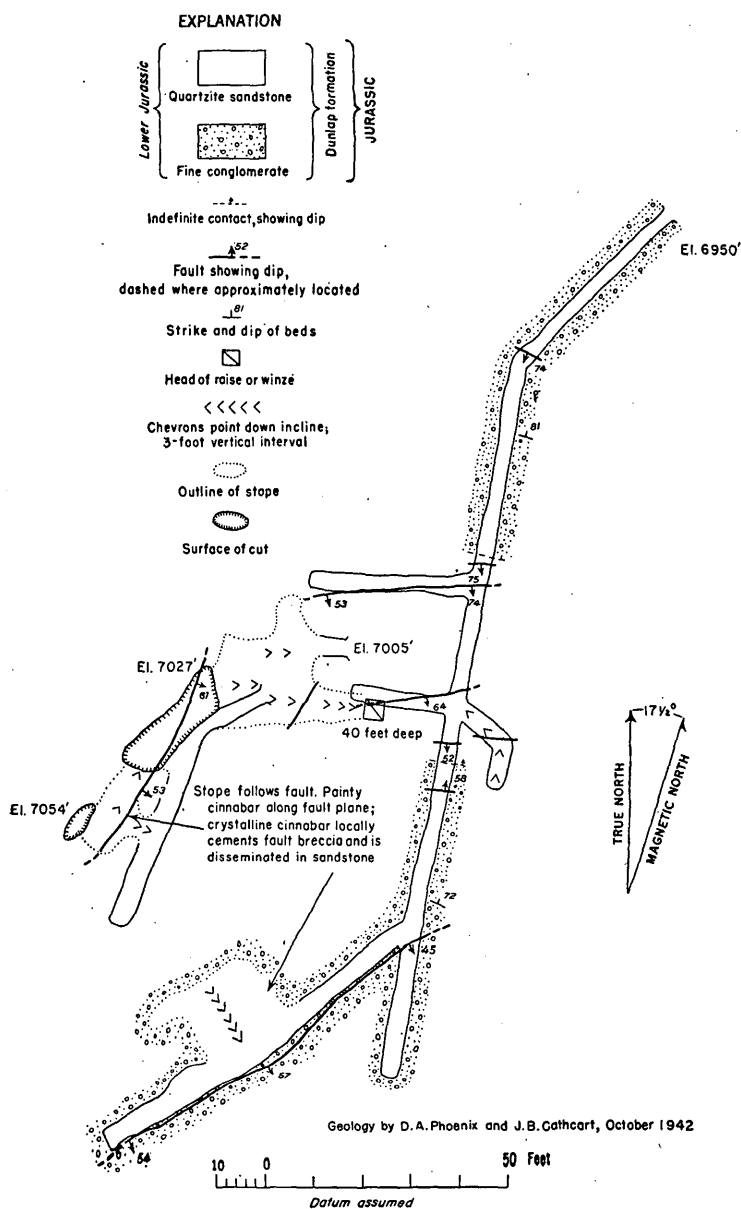 EXPLANATION
Lower Jurassic
Quartzite sandstone
Fine conglomerate
Dunlap formation
JURASSIC
Indefinite contact, showing dip
52
Fault showing dip,
dashed where approximately located
81
Strike and dip of beds
Head of raise or winze
Chevrons point down incline;
3-foot vertical interval
Outline of stope
Surface of cut
El. 6950'
74
81
75
74
53
El. 7005'
El. 7027'
61
64
40 feet deep
52
58
53
El. 7054'
Stope follows fault. Painty
cinnabar along fault plane;
crystalline cinnabar locally
cements fault breccia and is
disseminated in sandstone
17½°
TRUE NORTH
MAGNETIC NORTH
72
45
57
54
Geology by D. A. Phoenix and J. B. Cathcart, October 1942
10 0 50 Feet
Datum assumed